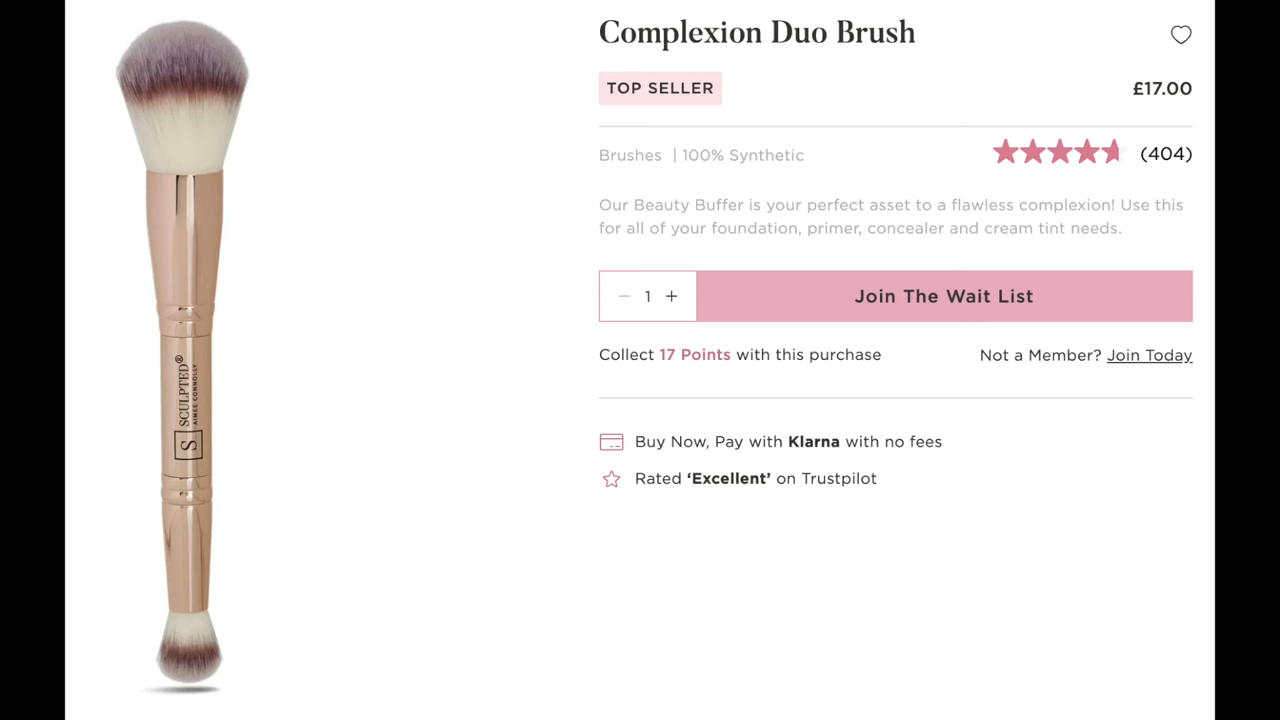 Complexion Duo Brush
TOP SELLER
£17.00
Brushes | 100% Synthetic
(404)
Our Beauty Buffer is your perfect asset to a flawless complexion! Use this
for all of your foundation, primer, concealer and cream tint needs.
− 1 +
Join The Wait List
Collect 17 Points with this purchase
Not a Member? Join Today
Buy Now, Pay with Klarna with no fees
Rated ‘Excellent’ on Trustpilot
S SCULPTED®
AIMEE CONNOLLY